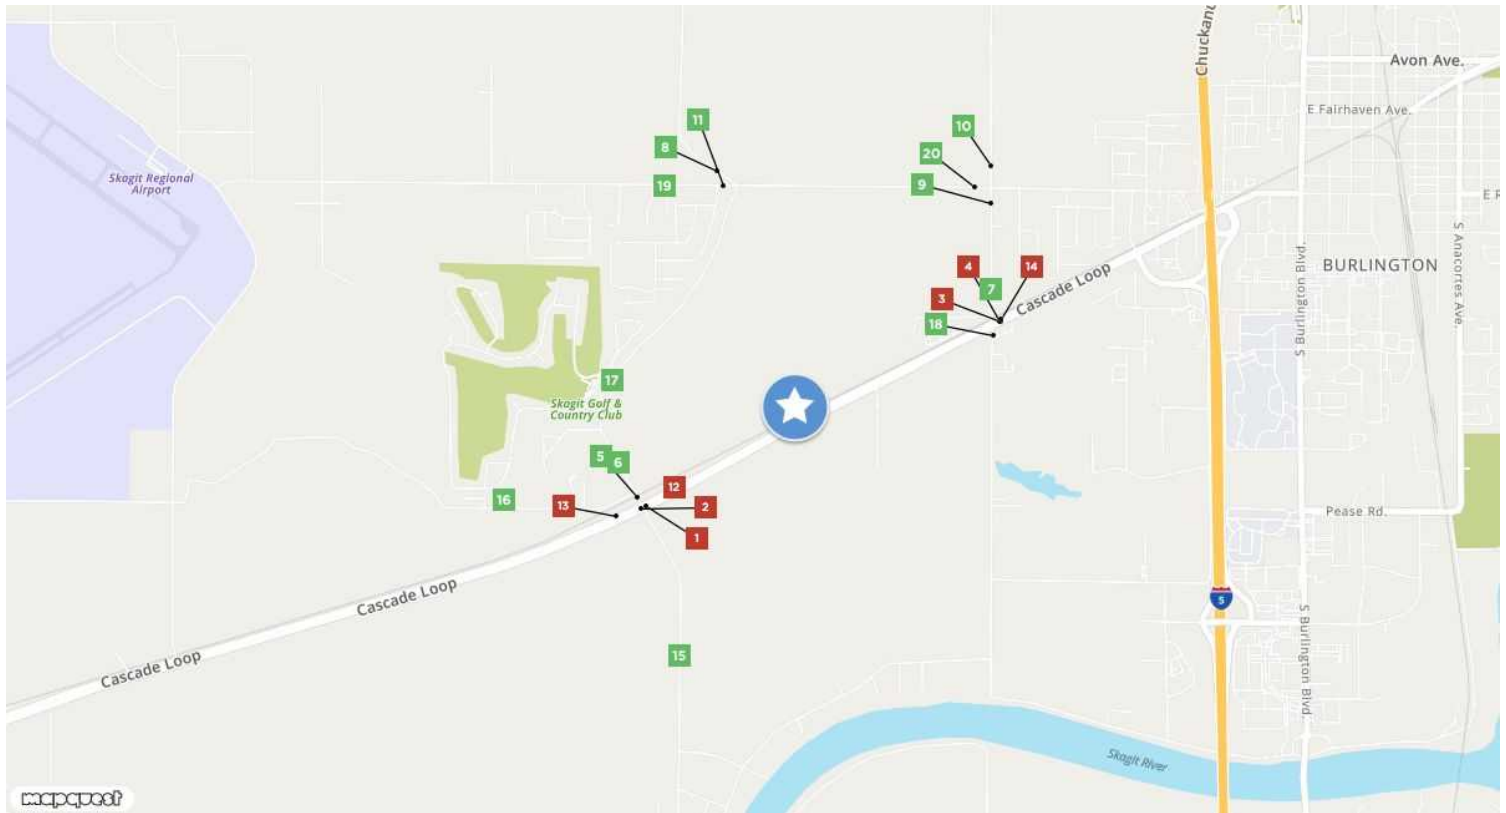 Chuckanu
Avon Ave.
E Fairhaven Ave.
11
10
8
20
Skagit Regional
Airport
19
9
E R
S Anacortes Ave.
S Burlington Blvd.
BURLINGTON
4
14
7
Cascade Loop
3
18
17
Skagit Golf &
Country Club
5
6
12
16
13
2
Pease Rd.
1
Cascade Loop
5
S Burlington Blvd.
15
Cascade Loop
Skagit River
mapquest